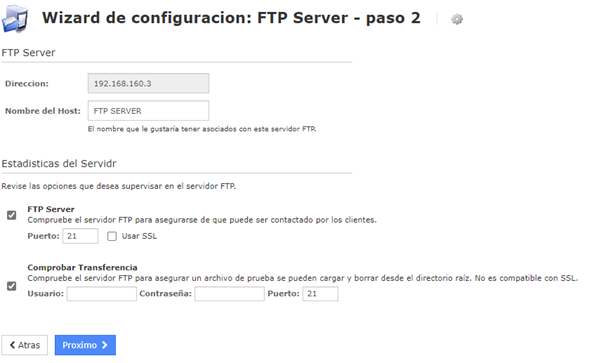 Wizard de configuracion: FTP Server - paso 2
FTP Server
Direccion: 192.168.160.3
Nombre del Host: FTP SERVER
El nombre que le gustaría tener asociados con este servidor FTP.
Estadisticas del Servidr
Revise las opciones que desea supervisar en el servidor FTP.
FTP Server
Compruebe el servidor FTP para asegurarse de que puede ser contactado por los clientes.
Puerto: 21 Usar SSL
Comprobar Transferencia
Compruebe el servidor FTP para asegurar un archivo de prueba se pueden cargar y borrar desde el directorio raíz. No es compatible con SSL.
Usuario: Contraseña: Puerto: 21
Atras Proximo